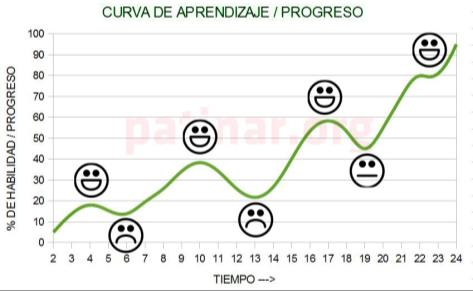 CURVA DE APRENDIZAJE / PROGRESO
% DE HABILIDAD / PROGRESO
100
90
80
70
60
50
40
30
20
10
0
patinar.org
2 3 4 5 6 7 8 9 10 11 12 13 14 15 16 17 18 19 20 21 22 23 24
TIEMPO --->